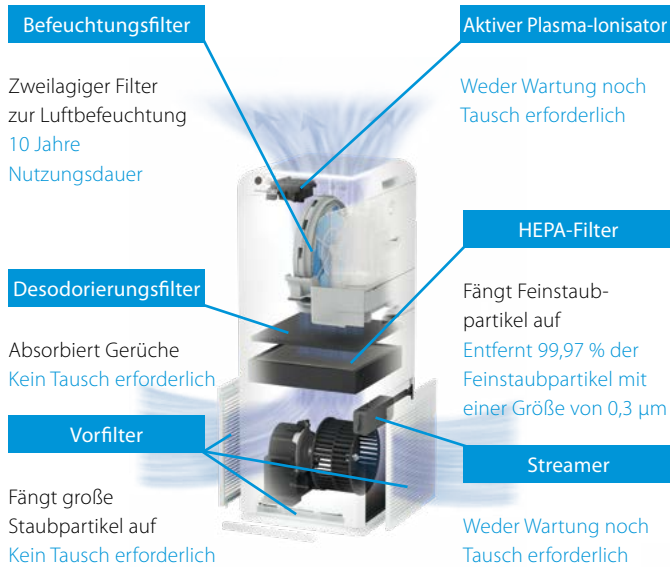 Befeuchtungsfilter
Zweilagiger Filter
zur Luftbefeuchtung
10 Jahre
Nutzungsdauer
Aktiver Plasma-Ionisator
Weder Wartung noch
Tausch erforderlich
Desodorierungsfilter
Absorbiert Gerüche
Kein Tausch erforderlich
HEPA-Filter
Fängt Feinstaub-
partikel auf
Entfernt 99,97 % der
Feinstaubpartikel mit
einer Größe von 0,3 µm
Vorfilter
Fängt große
Staubpartikel auf
Kein Tausch erforderlich
Streamer
Weder Wartung noch
Tausch erforderlich